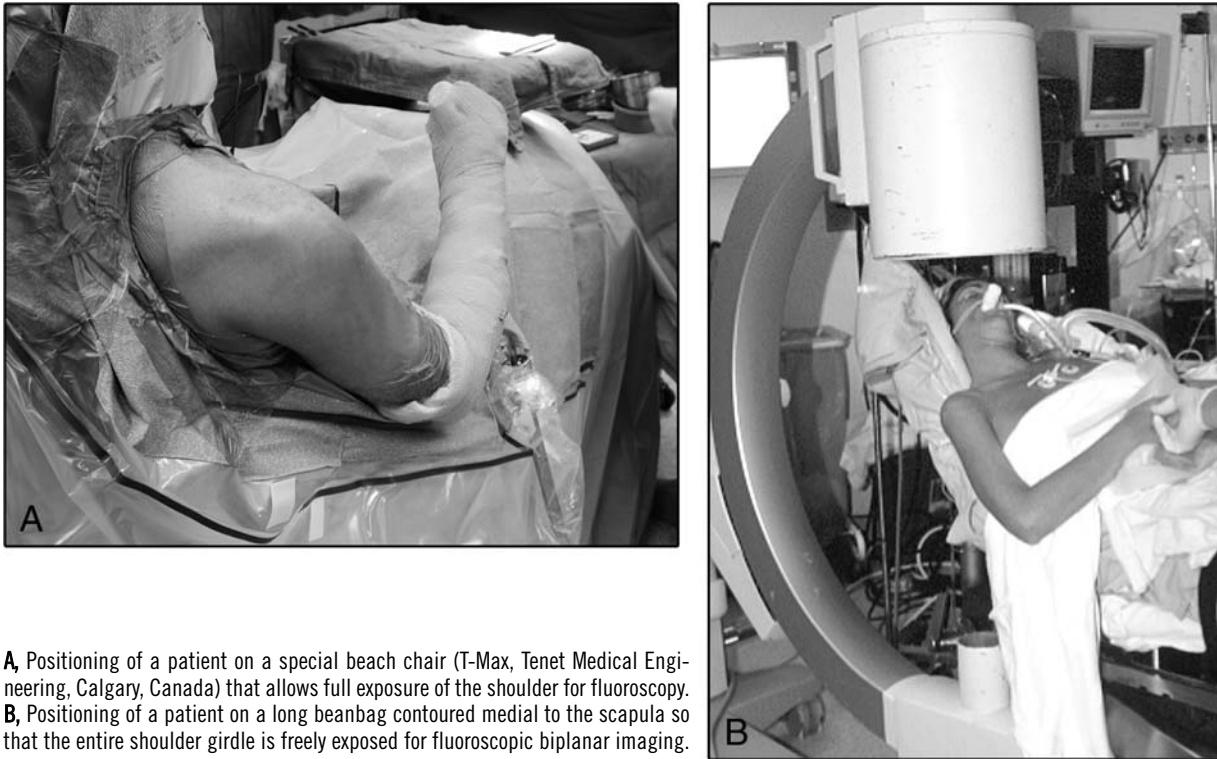 A
B
A, Positioning of a patient on a special beach chair (T-Max, Tenet Medical Engi-
neering, Calgary, Canada) that allows full exposure of the shoulder for fluoroscopy.
B, Positioning of a patient on a long beanbag contoured medial to the scapula so
that the entire shoulder girdle is freely exposed for fluoroscopic biplanar imaging.